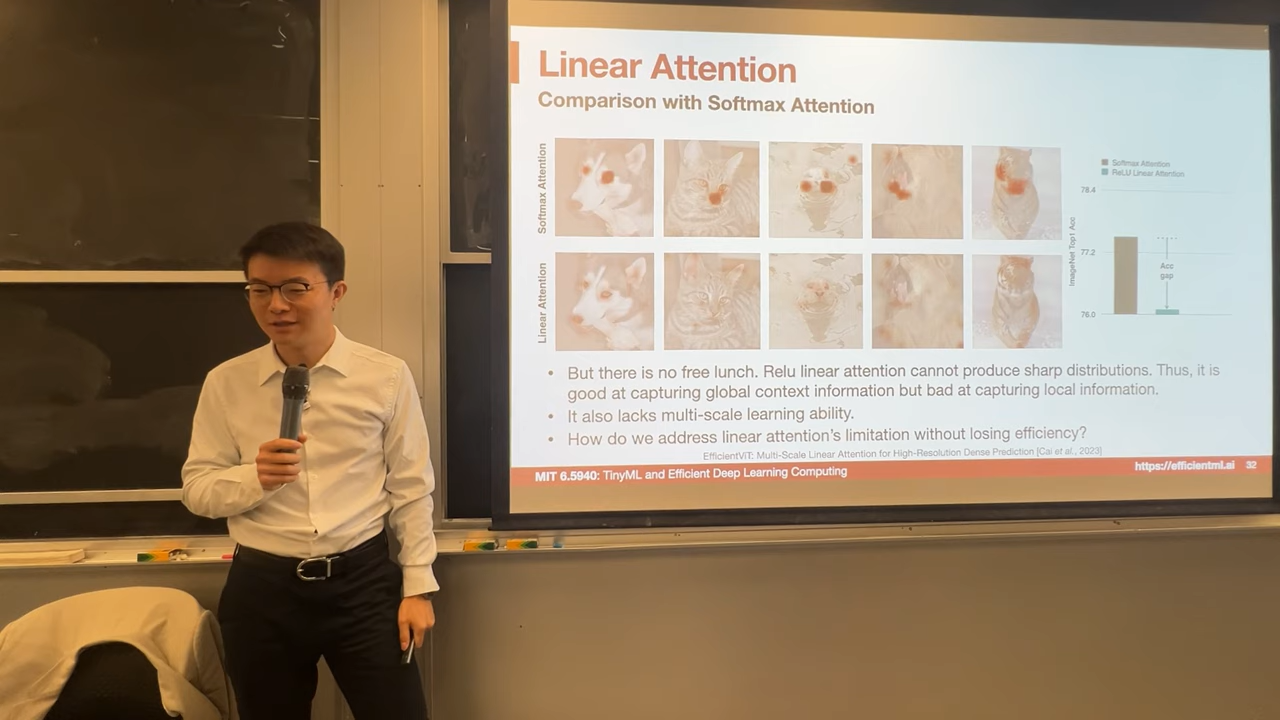 Linear Attention
Comparison with Softmax Attention
Softmax Attention
Linear Attention
Softmax Attention
ReLU Linear Attention
ImageNet Top1 Acc
78.4
77.2
76.0
Acc
gap
• But there is no free lunch. Relu linear attention cannot produce sharp distributions. Thus, it is
good at capturing global context information but bad at capturing local information.
• It also lacks multi-scale learning ability.
• How do we address linear attention's limitation without losing efficiency?
EfficientViT: Multi-Scale Linear Attention for High-Resolution Dense Prediction [Cai et al., 2023]
MIT 6.5940: TinyML and Efficient Deep Learning Computing
https://efficientml.ai 32